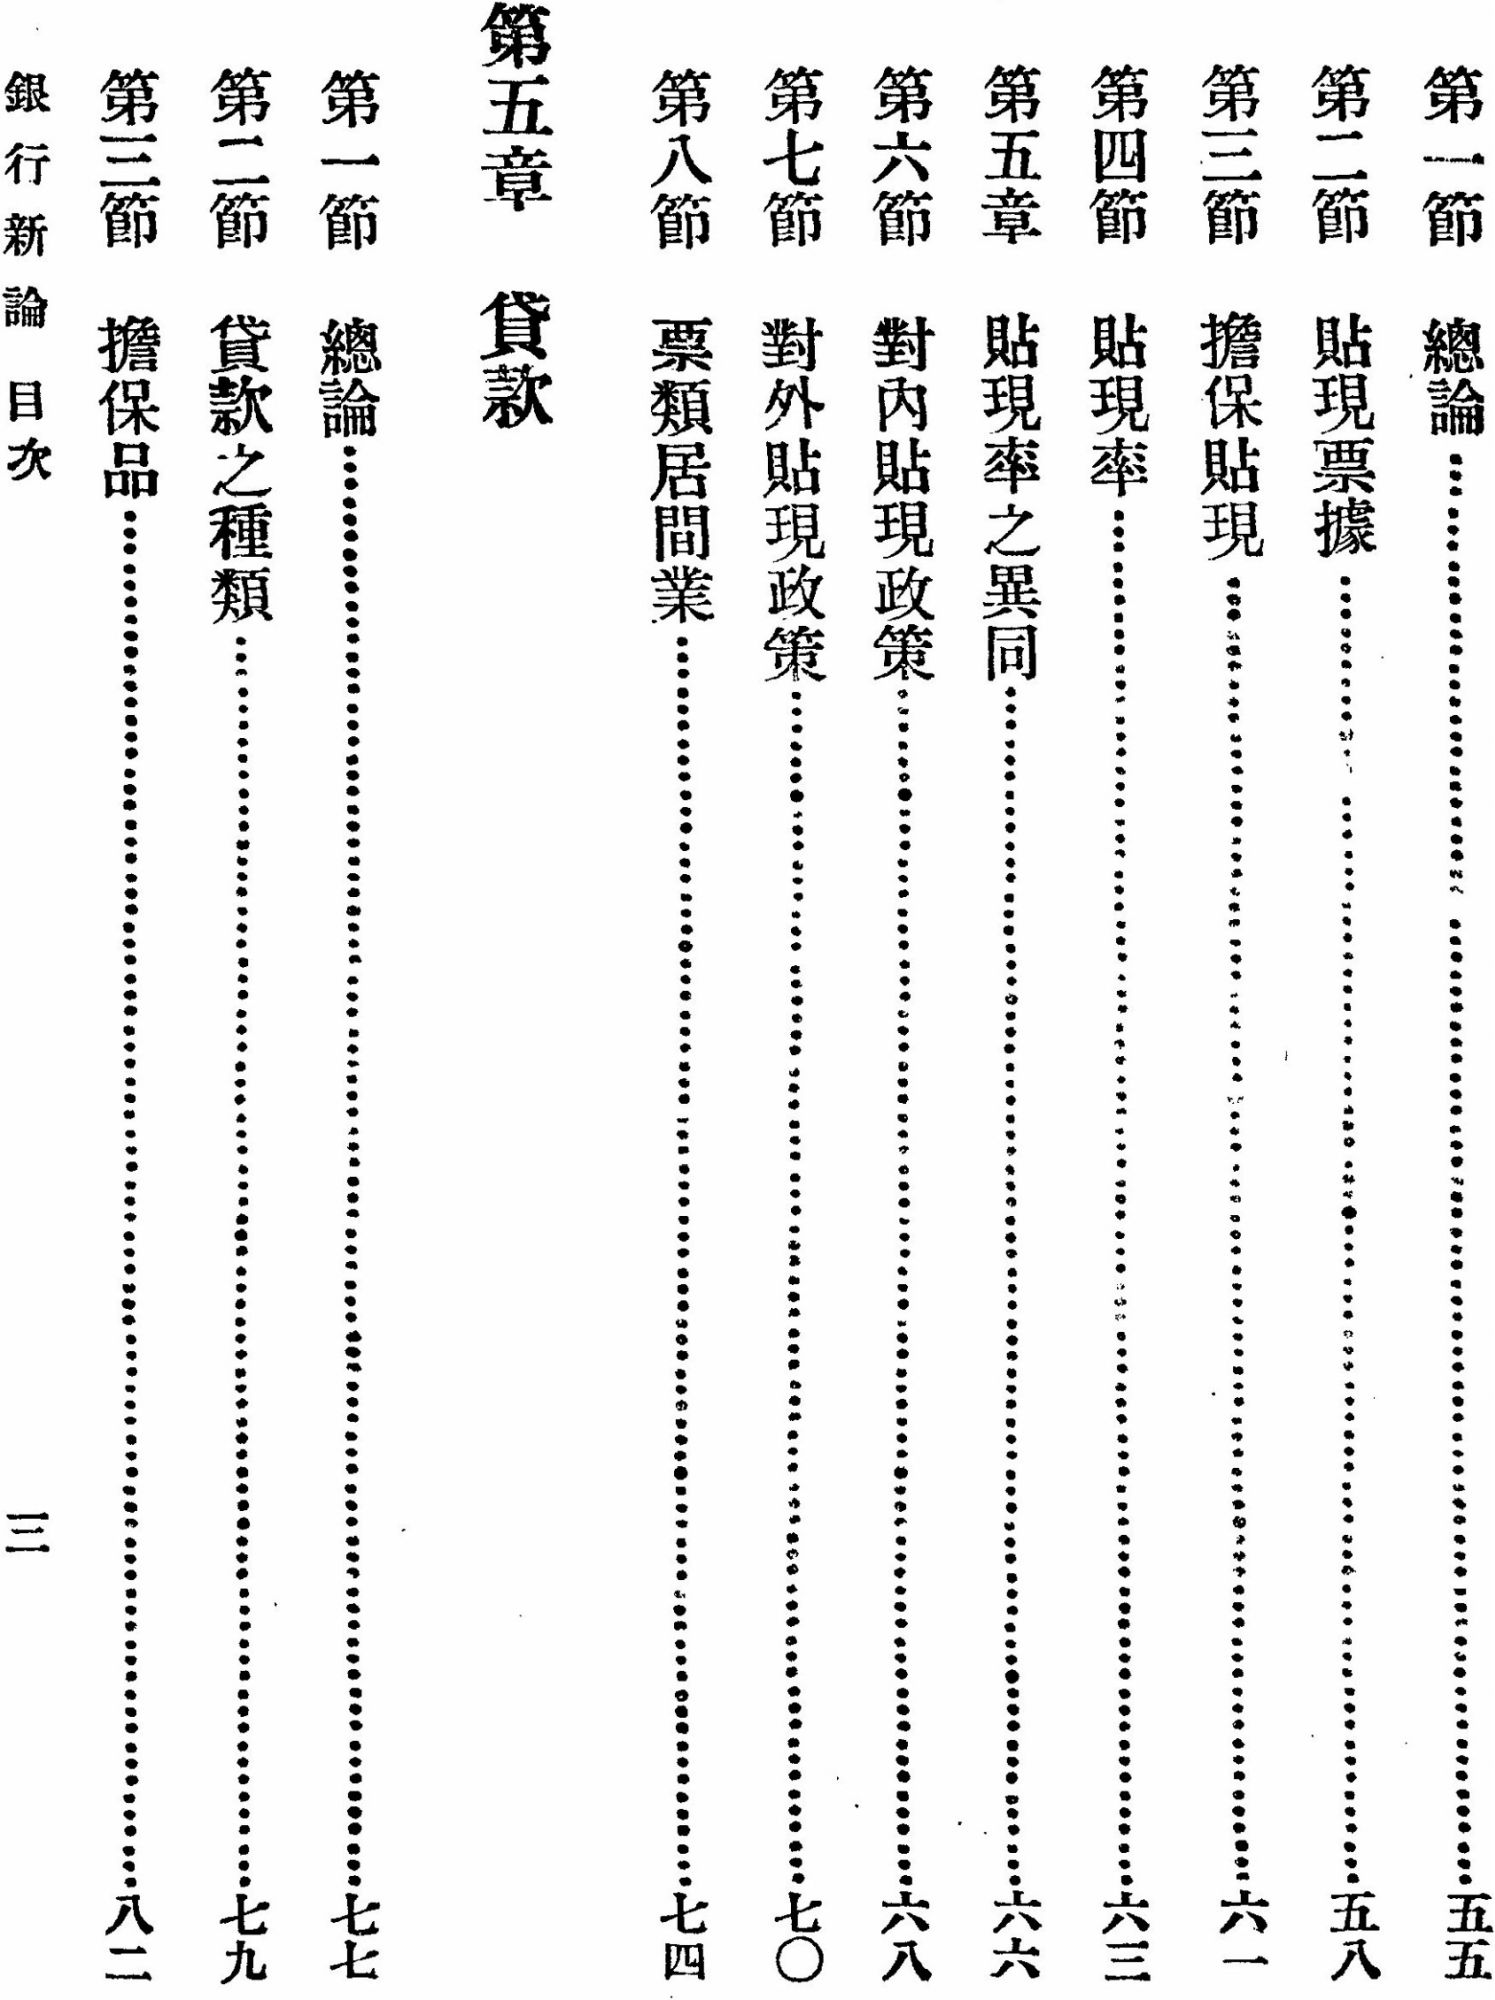 第一節　總論……五五
第二節　貼現票據……五八
第三節　擔保貼現……六一
第四節　貼現率……六三
第五章　貼現率之異同……六六
第六節　對內貼現政策……六八
第七節　對外貼現政策……七〇
第八節　票類居間業……七四
第五章　貸款
第一節　總論……七七
第二節　貸款之種類……七九
第三節　擔保品……八二
銀行新論　目次　三